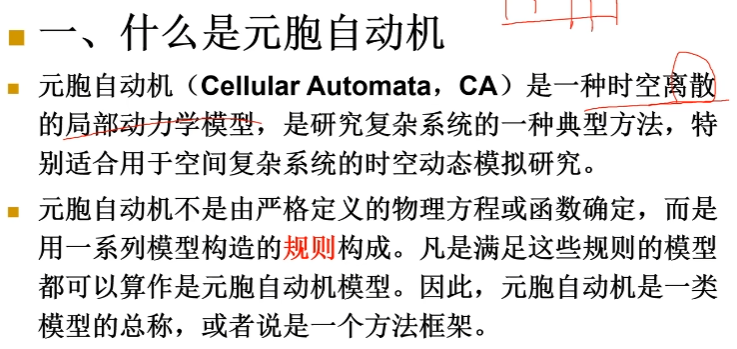 一、什么是元胞自动机
元胞自动机（Cellular Automata，CA）是一种时空离散
的局部动力学模型，是研究复杂系统的一种典型方法，特
别适合用于空间复杂系统的时空动态模拟研究。
元胞自动机不是由严格定义的物理方程或函数确定，而是
用一系列模型构造的规则构成。凡是满足这些规则的模型
都可以算作是元胞自动机模型。因此，元胞自动机是一类
模型的总称，或者说是一个方法框架。